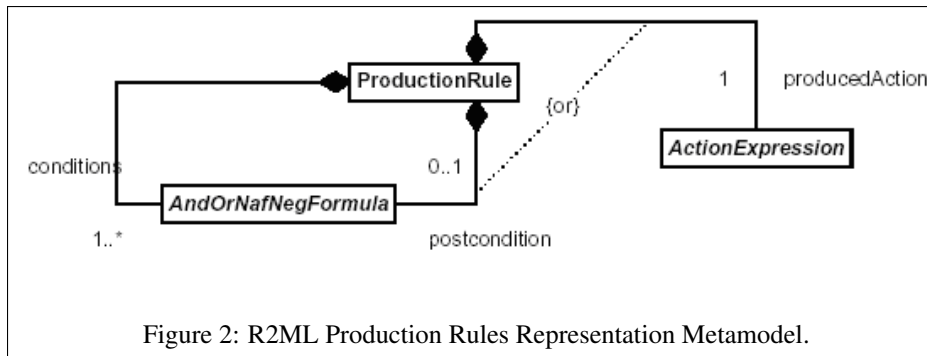 ProductionRule
1
producedAction
{or}
ActionExpression
conditions
0..1
AndOrNafNegFormula
1..*
postcondition
Figure 2: R2ML Production Rules Representation Metamodel.